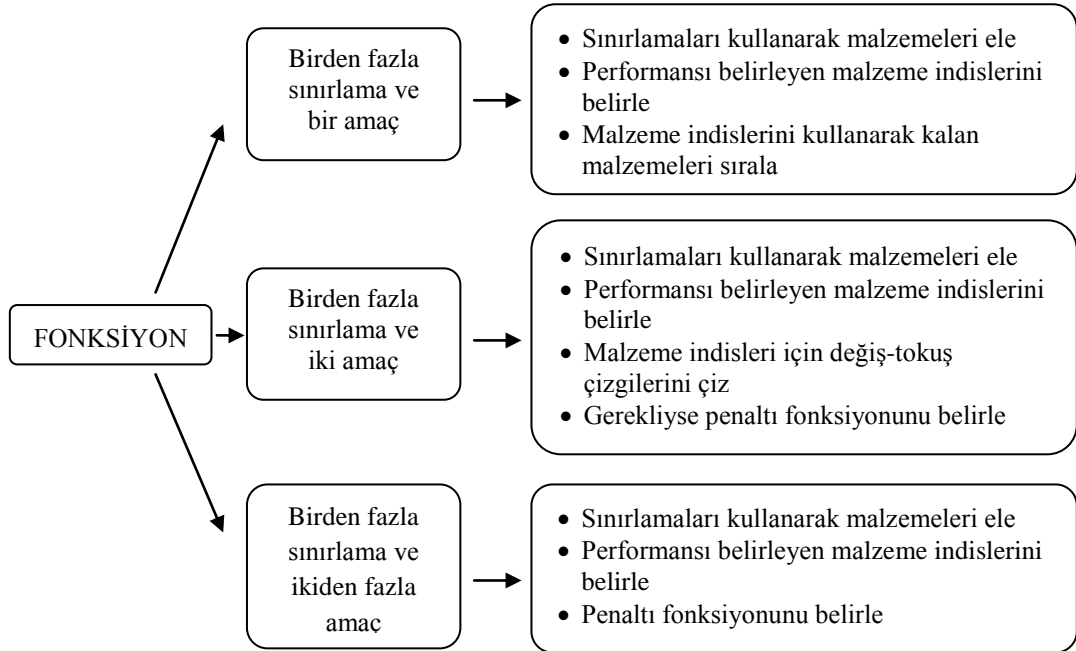 FONKSİYON
Birden fazla
sınırlama ve
bir amaç
• Sınırlamaları kullanarak malzemeleri ele
• Performansı belirleyen malzeme indislerini
belirle
• Malzeme indislerini kullanarak kalan
malzemeleri sırala
Birden fazla
sınırlama ve
iki amaç
• Sınırlamaları kullanarak malzemeleri ele
• Performansı belirleyen malzeme indislerini
belirle
• Malzeme indisleri için değiş-tokuş
çizgilerini çiz
• Gerekliyse penaltı fonksiyonunu belirle
Birden fazla
sınırlama ve
ikiden fazla
amaç
• Sınırlamaları kullanarak malzemeleri ele
• Performansı belirleyen malzeme indislerini
belirle
• Penaltı fonksiyonunu belirle